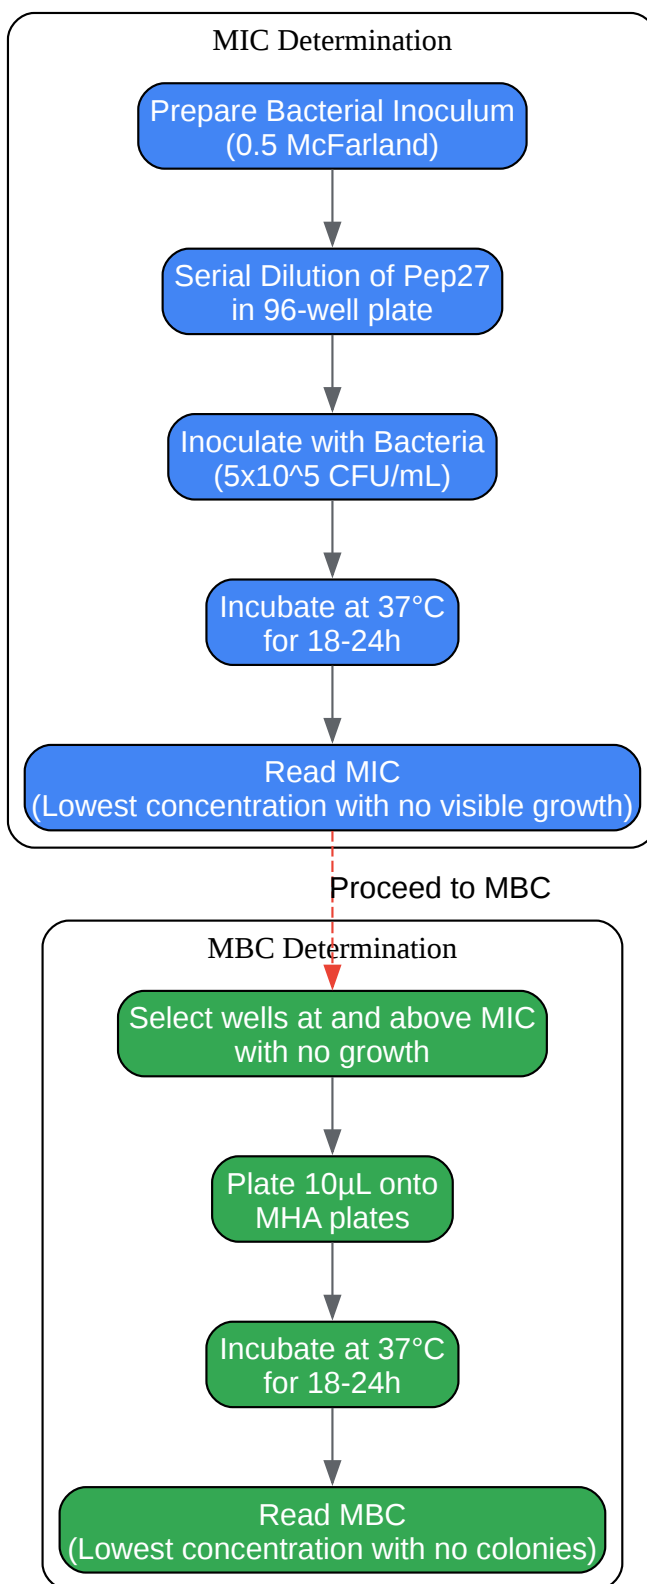 MIC Determination
Prepare Bacterial Inoculum
(0.5 McFarland)
Serial Dilution of Pep27
in 96-well plate
Inoculate with Bacteria
(5x10^5 CFU/mL)
Incubate at 37°C
for 18-24h
Read MIC
(Lowest concentration with no visible growth)
Proceed to MBC
MBC Determination
Select wells at and above MIC
with no growth
Plate 10µL onto
MHA plates
Incubate at 37°C
for 18-24h
Read MBC
(Lowest concentration with no colonies)